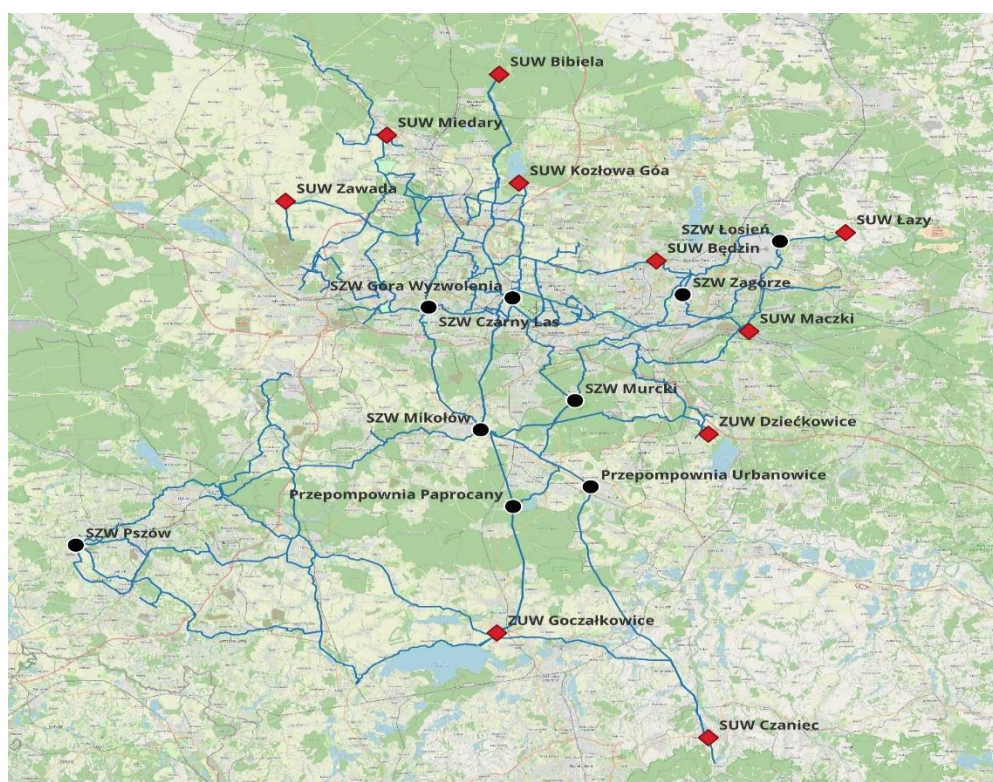 SUW Bibiela
SUW Miedary
SUW Kozłowa Góa
SUW Zawada
SUW Łazy
SZW Łosień
SUW Będzin
SZW Góra Wyzwolenia
SZW Zagórze
SZW Czarny Las
SUW Maczki
SZW Murcki
SZW Mikołów
ZUW Dziećkowice
Przepompownia Urbanowice
Przepompownia Paprocany
SZW Pszów
ZUW Goczałkowice
SUW Czaniec